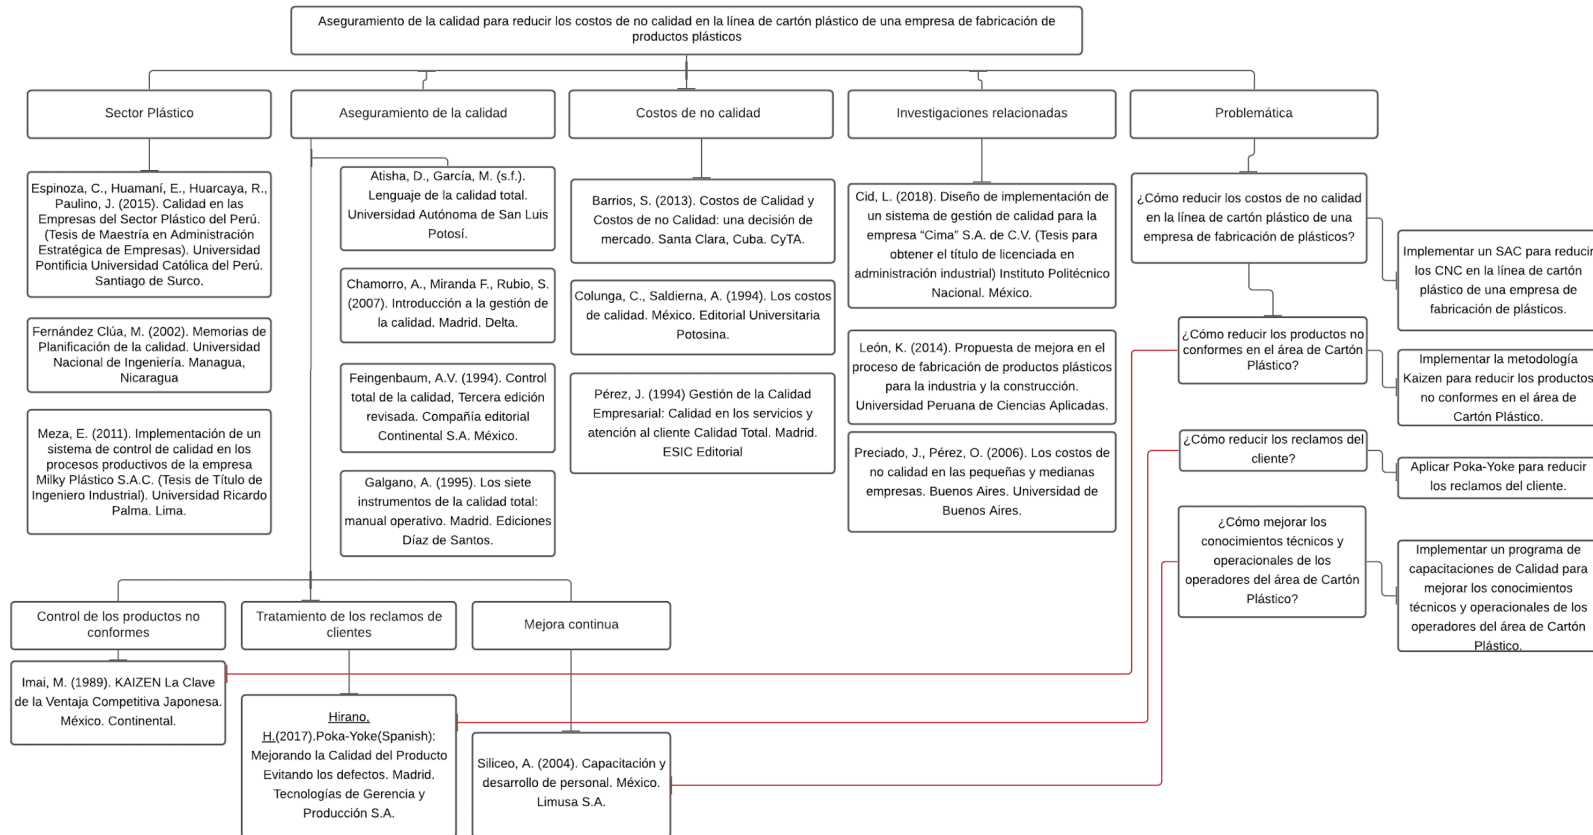 Aseguramiento de la calidad para reducir los costos de no calidad en la línea de cartón plástico de una empresa de fabricación de
productos plásticos
Sector Plástico
Aseguramiento de la calidad
Costos de no calidad
Investigaciones relacionadas
Problemática
Espinoza, C., Huamaní, E., Huarcaya, R.,
Paulino, J. (2015). Calidad en las
Empresas del Sector Plástico del Perú.
(Tesis de Maestría en Administración
Estratégica de Empresas). Universidad
Pontificia Universidad Católica del Perú.
Santiago de Surco.
Fernández Clúa, M. (2002). Memorias de
Planificación de la calidad. Universidad
Nacional de Ingeniería. Managua,
Nicaragua
Meza, E. (2011). Implementación de un
sistema de control de calidad en los
procesos productivos de la empresa
Milky Plástico S.A.C. (Tesis de Título de
Ingeniero Industrial). Universidad Ricardo
Palma. Lima.
Atisha, D., García, M. (s.f.).
Lenguaje de la calidad total.
Universidad Autónoma de San Luis
Potosí.
Chamorro, A., Miranda F., Rubio, S.
(2007). Introducción a la gestión de
la calidad. Madrid. Delta.
Feingenbaum, A.V. (1994). Control
total de la calidad, Tercera edición
revisada. Compañía editorial
Continental S.A. México.
Galgano, A. (1995). Los siete
instrumentos de la calidad total:
manual operativo. Madrid. Ediciones
Díaz de Santos.
Barrios, S. (2013). Costos de Calidad y
Costos de no Calidad: una decisión de
mercado. Santa Clara, Cuba. CyTA.
Colunga, C., Saldierna, A. (1994). Los costos
de calidad. México. Editorial Universitaria
Potosina.
Pérez, J. (1994) Gestión de la Calidad
Empresarial: Calidad en los servicios y
atención al cliente Calidad Total. Madrid.
ESIC Editorial
Cid, L. (2018). Diseño de implementación de
un sistema de gestión de calidad para la
empresa “Cima” S.A. de C.V. (Tesis para
obtener el título de licenciada en
administración industrial) Instituto Politécnico
Nacional. México.
León, K. (2014). Propuesta de mejora en el
proceso de fabricación de productos plásticos
para la industria y la construcción.
Universidad Peruana de Ciencias Aplicadas.
Preciado, J., Pérez, O. (2006). Los costos de
no calidad en las pequeñas y medianas
empresas. Buenos Aires. Universidad de
Buenos Aires.
¿Cómo reducir los costos de no calidad
en la línea de cartón plástico de una
empresa de fabricación de plásticos?
Implementar un SAC para reducir
los CNC en la línea de cartón
plástico de una empresa de
fabricación de plásticos.
¿Cómo reducir los productos no
conformes en el área de Cartón
Plástico?
Implementar la metodología
Kaizen para reducir los productos
no conformes en el área de
Cartón Plástico.
¿Cómo reducir los reclamos del
cliente?
Aplicar Poka-Yoke para reducir
los reclamos del cliente.
¿Cómo mejorar los
conocimientos técnicos y
operacionales de los
operadores del área de Cartón
Plástico?
Implementar un programa de
capacitaciones de Calidad para
mejorar los conocimientos
técnicos y operacionales de los
operadores del área de Cartón
Plástico.
Control de los productos no
conformes
Tratamiento de los reclamos de
clientes
Mejora continua
Imai, M. (1989). KAIZEN La Clave
de la Ventaja Competitiva Japonesa.
México. Continental.
Hirano,
H.(2017).Poka-Yoke(Spanish):
Mejorando la Calidad del Producto
Evitando los defectos. Madrid.
Tecnologías de Gerencia y
Producción S.A.
Siliceo, A. (2004). Capacitación y
desarrollo de personal. México.
Limusa S.A.